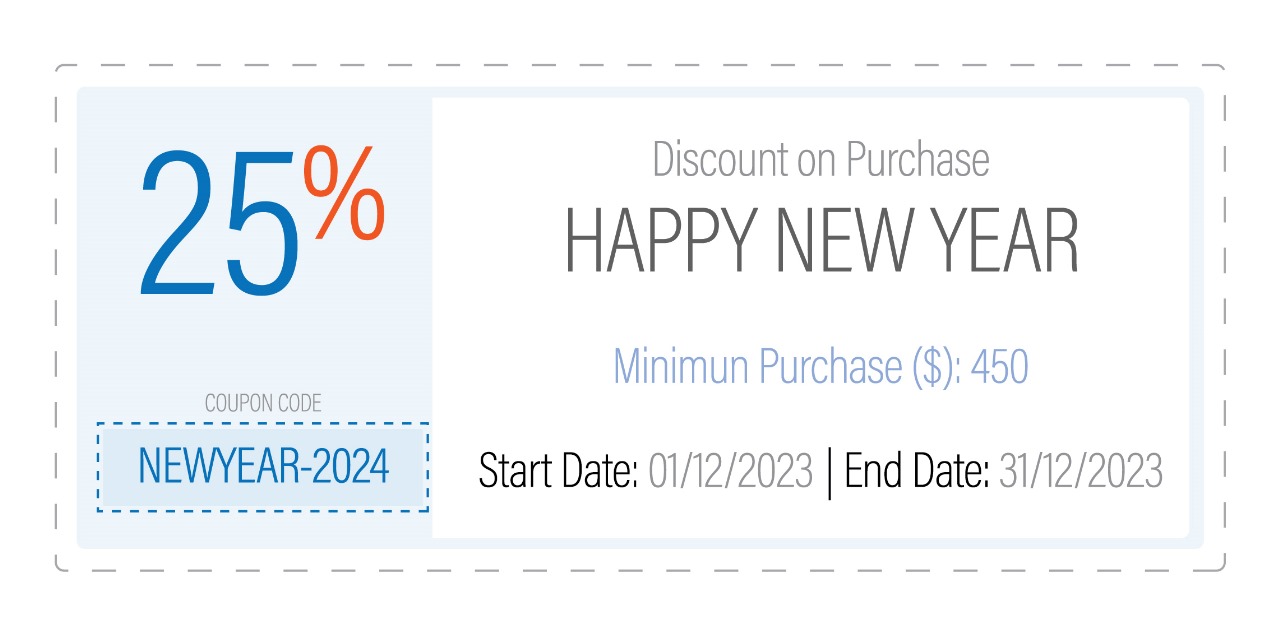 25%
COUPON CODE
NEWYEAR-2024
Discount on Purchase
HAPPY NEW YEAR
Minimun Purchase ($): 450
Start Date: 01/12/2023 | End Date: 31/12/2023